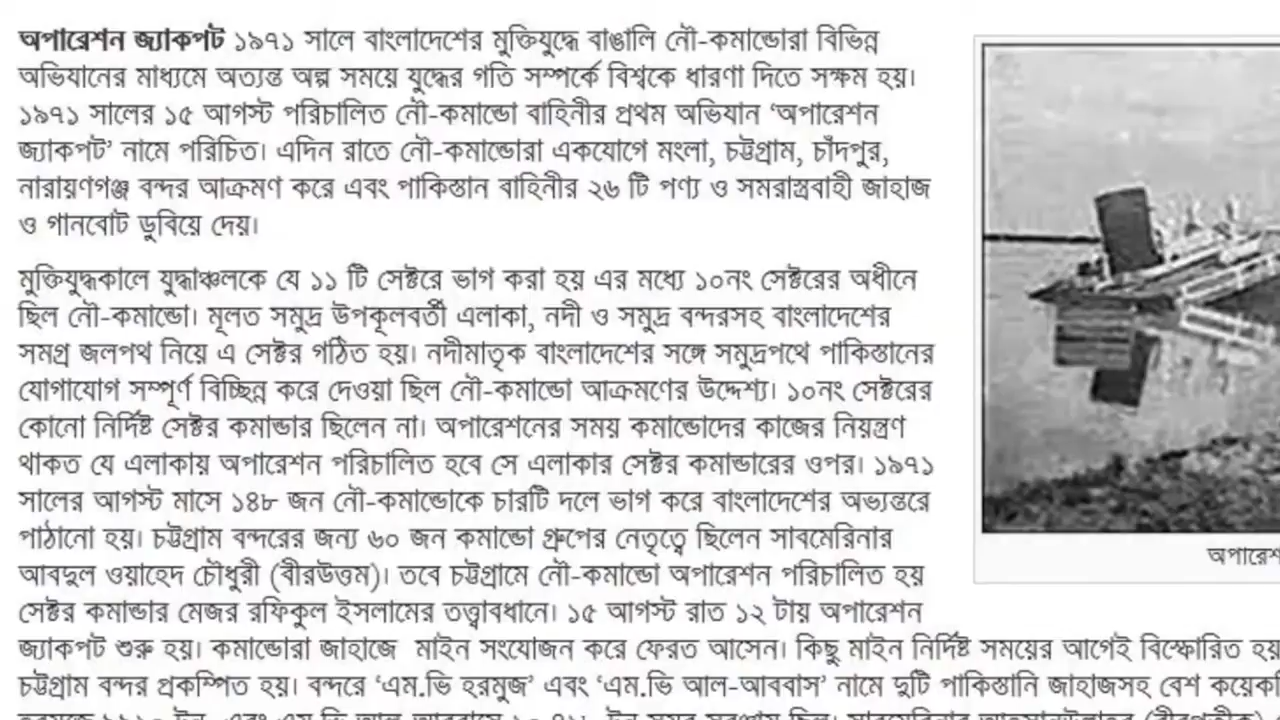 অপারেশন জ্যাকপট ১৯৭১ সালে বাংলাদেশের মুক্তিযুদ্ধে বাঙালি নৌ-কমান্ডোরা বিভিন্ন
অভিযানের মাধ্যমে অত্যন্ত অল্প সময়ে যুদ্ধের গতি সম্পর্কে বিশ্বকে ধারণা দিতে সক্ষম হয়।
১৯৭১ সালের ১৫ আগস্ট পরিচালিত নৌ-কমান্ডো বাহিনীর প্রথম অভিযান ‘অপারেশন
জ্যাকপট’ নামে পরিচিত। এদিন রাতে নৌ-কমান্ডোরা একযোগে মংলা, চট্টগ্রাম, চাঁদপুর,
নারায়ণগঞ্জ বন্দর আক্রমণ করে এবং পাকিস্তান বাহিনীর ২৬ টি পণ্য ও সমরাস্ত্রবাহী জাহাজ
ও গানবোট ডুবিয়ে দেয়।
মুক্তিযুদ্ধকালে যুদ্ধাঞ্চলকে যে ১১ টি সেক্টরে ভাগ করা হয় এর মধ্যে ১০নং সেক্টরের অধীনে
ছিল নৌ-কমান্ডো। মূলত সমুদ্র উপকূলবর্তী এলাকা, নদী ও সমুদ্র বন্দরসহ বাংলাদেশের
সমগ্র জলপথ নিয়ে এ সেক্টর গঠিত হয়। নদীমাতৃক বাংলাদেশের সঙ্গে সমুদ্রপথে পাকিস্তানের
যোগাযোগ সম্পূর্ণ বিচ্ছিন্ন করে দেওয়া ছিল নৌ-কমান্ডো আক্রমণের উদ্দেশ্য। ১০নং সেক্টরের
কোনো নির্দিষ্ট সেক্টর কমান্ডার ছিলেন না। অপারেশনের সময় কমান্ডোদের কাজের নিয়ন্ত্রণ
থাকত যে এলাকায় অপারেশন পরিচালিত হবে সে এলাকার সেক্টর কমান্ডারের ওপর। ১৯৭১
সালের আগস্ট মাসে ১৪৮ জন নৌ-কমান্ডোকে চারটি দলে ভাগ করে বাংলাদেশের অভ্যন্তরে
পাঠানো হয়। চট্টগ্রাম বন্দরের জন্য ৬০ জন কমান্ডো গ্রুপের নেতৃত্বে ছিলেন সাবমেরিনার
আবদুল ওয়াহেদ চৌধুরী (বীরউত্তম)। তবে চট্টগ্রামে নৌ-কমান্ডো অপারেশন পরিচালিত হয়
সেক্টর কমান্ডার মেজর রফিকুল ইসলামের তত্ত্বাবধানে। ১৫ আগস্ট রাত ১২ টায় অপারেশন
জ্যাকপট শুরু হয়। কমান্ডোরা জাহাজে মাইন সংযোজন করে ফেরত আসেন। কিছু মাইন নির্দিষ্ট সময়ের আগেই বিস্ফোরিত হয়
চট্টগ্রাম বন্দর প্রকম্পিত হয়। বন্দরে ‘এম.ভি হরমুজ’ এবং ‘এম.ভি আল-আববাস’ নামে দুটি পাকিস্তানি জাহাজসহ বেশ